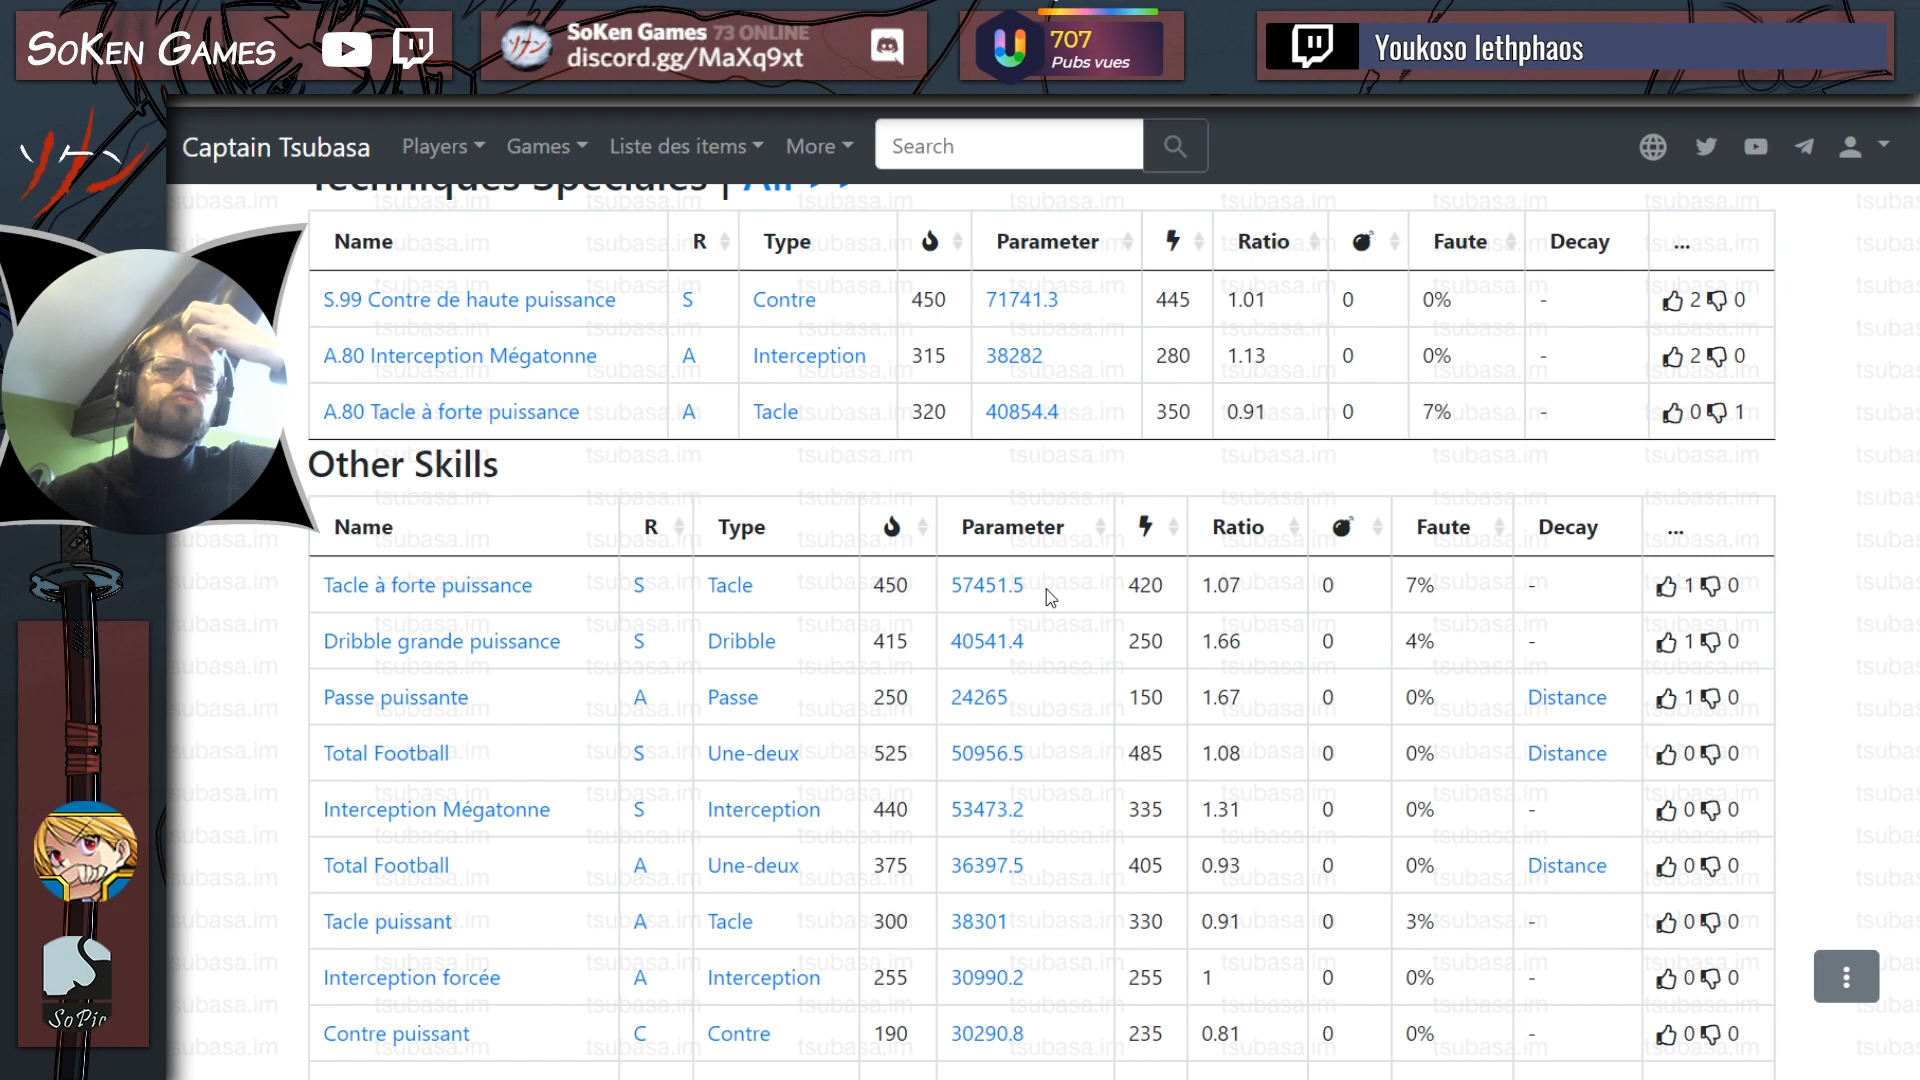 SoKen Games
SoKen Games 73 ONLINE
discord.gg/MaXq9xt
707
Pubs vues
Youkoso lethphaos
Captain Tsubasa Players Games Liste des items More Search
Techniques Spéciales | All >>
Name R Type Parameter Ratio Faute Decay ...
S.99 Contre de haute puissance S Contre 450 71741.3 445 1.01 0 0% - 2 0
A.80 Interception Mégatonne A Interception 315 38282 280 1.13 0 0% - 2 0
A.80 Tacle à forte puissance A Tacle 320 40854.4 350 0.91 0 7% - 0 1
Other Skills
Name R Type Parameter Ratio Faute Decay ...
Tacle à forte puissance S Tacle 450 57451.5 420 1.07 0 7% - 1 0
Dribble grande puissance S Dribble 415 40541.4 250 1.66 0 4% - 1 0
Passe puissante A Passe 250 24265 150 1.67 0 0% Distance 1 0
Total Football S Une-deux 525 50956.5 485 1.08 0 0% Distance 0 0
Interception Mégatonne S Interception 440 53473.2 335 1.31 0 0% - 0 0
Total Football A Une-deux 375 36397.5 405 0.93 0 0% Distance 0 0
Tacle puissant A Tacle 300 38301 330 0.91 0 3% - 0 0
Interception forcée A Interception 255 30990.2 255 1 0 0% - 0 0
Contre puissant C Contre 190 30290.8 235 0.81 0 0% - 0 0
ソケン
SoPic
tsubasa.im